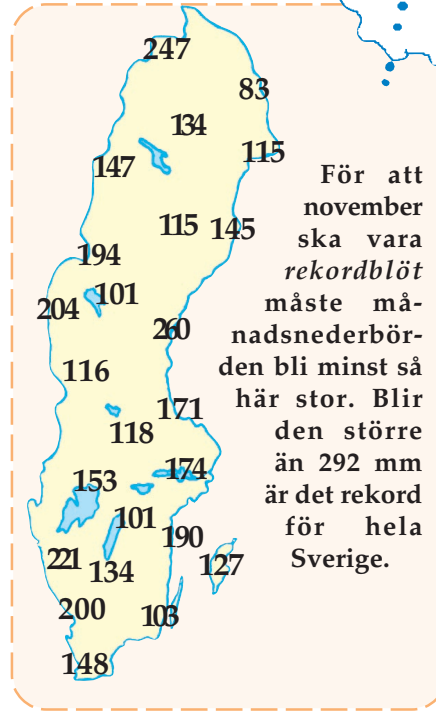 247
83
134
115
147
115 145
194
101
204
260
116
171
118
174
153
101
190
221
134
127
200
103
148
För att
november
ska vara
rekordblöt
måste må-
nadsnederbör-
den bli minst så
här stor. Blir
den större
än 292 mm
är det rekord
för hela
Sverige.